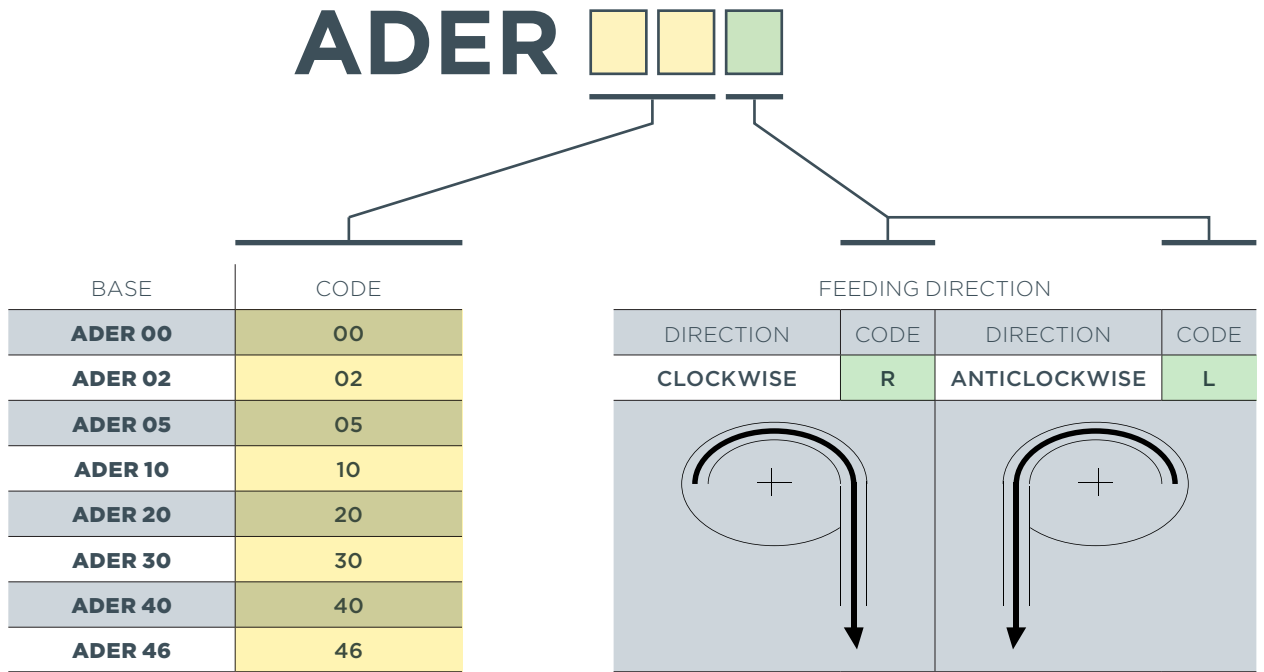 ADER
BASE CODE
ADER 00 00
ADER 02 02
ADER 05 05
ADER 10 10
ADER 20 20
ADER 30 30
ADER 40 40
ADER 46 46
FEEDING DIRECTION
DIRECTION CODE DIRECTION CODE
CLOCKWISE R ANTICLOCKWISE L